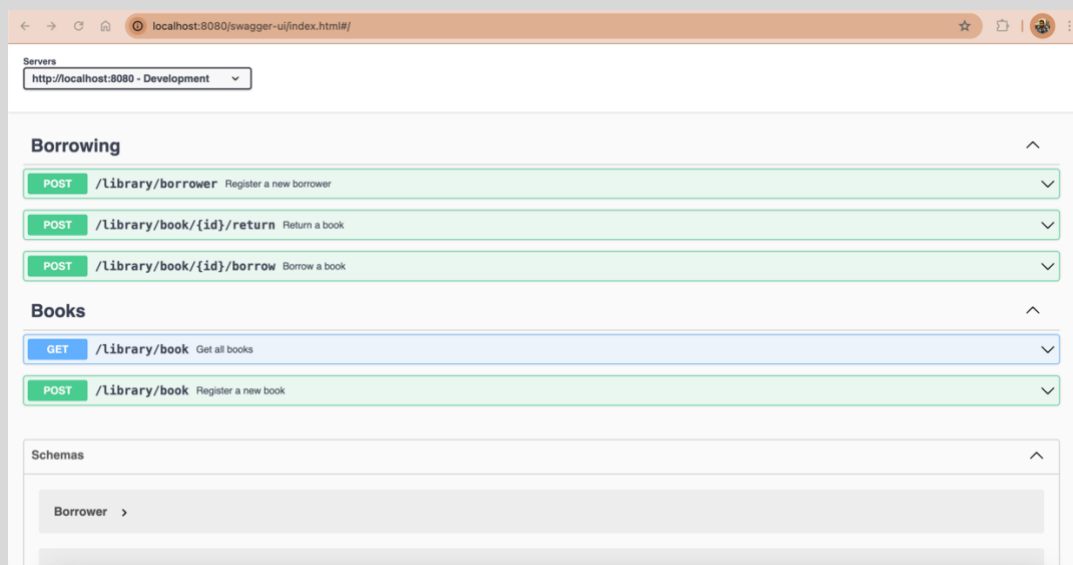 localhost:8080/swagger-ui/index.html#/
Servers
http://localhost:8080 - Development
Borrowing
POST /library/borrower Register a new borrower
POST /library/book/{id}/return Return a book
POST /library/book/{id}/borrow Borrow a book
Books
GET /library/book Get all books
POST /library/book Register a new book
Schemas
Borrower